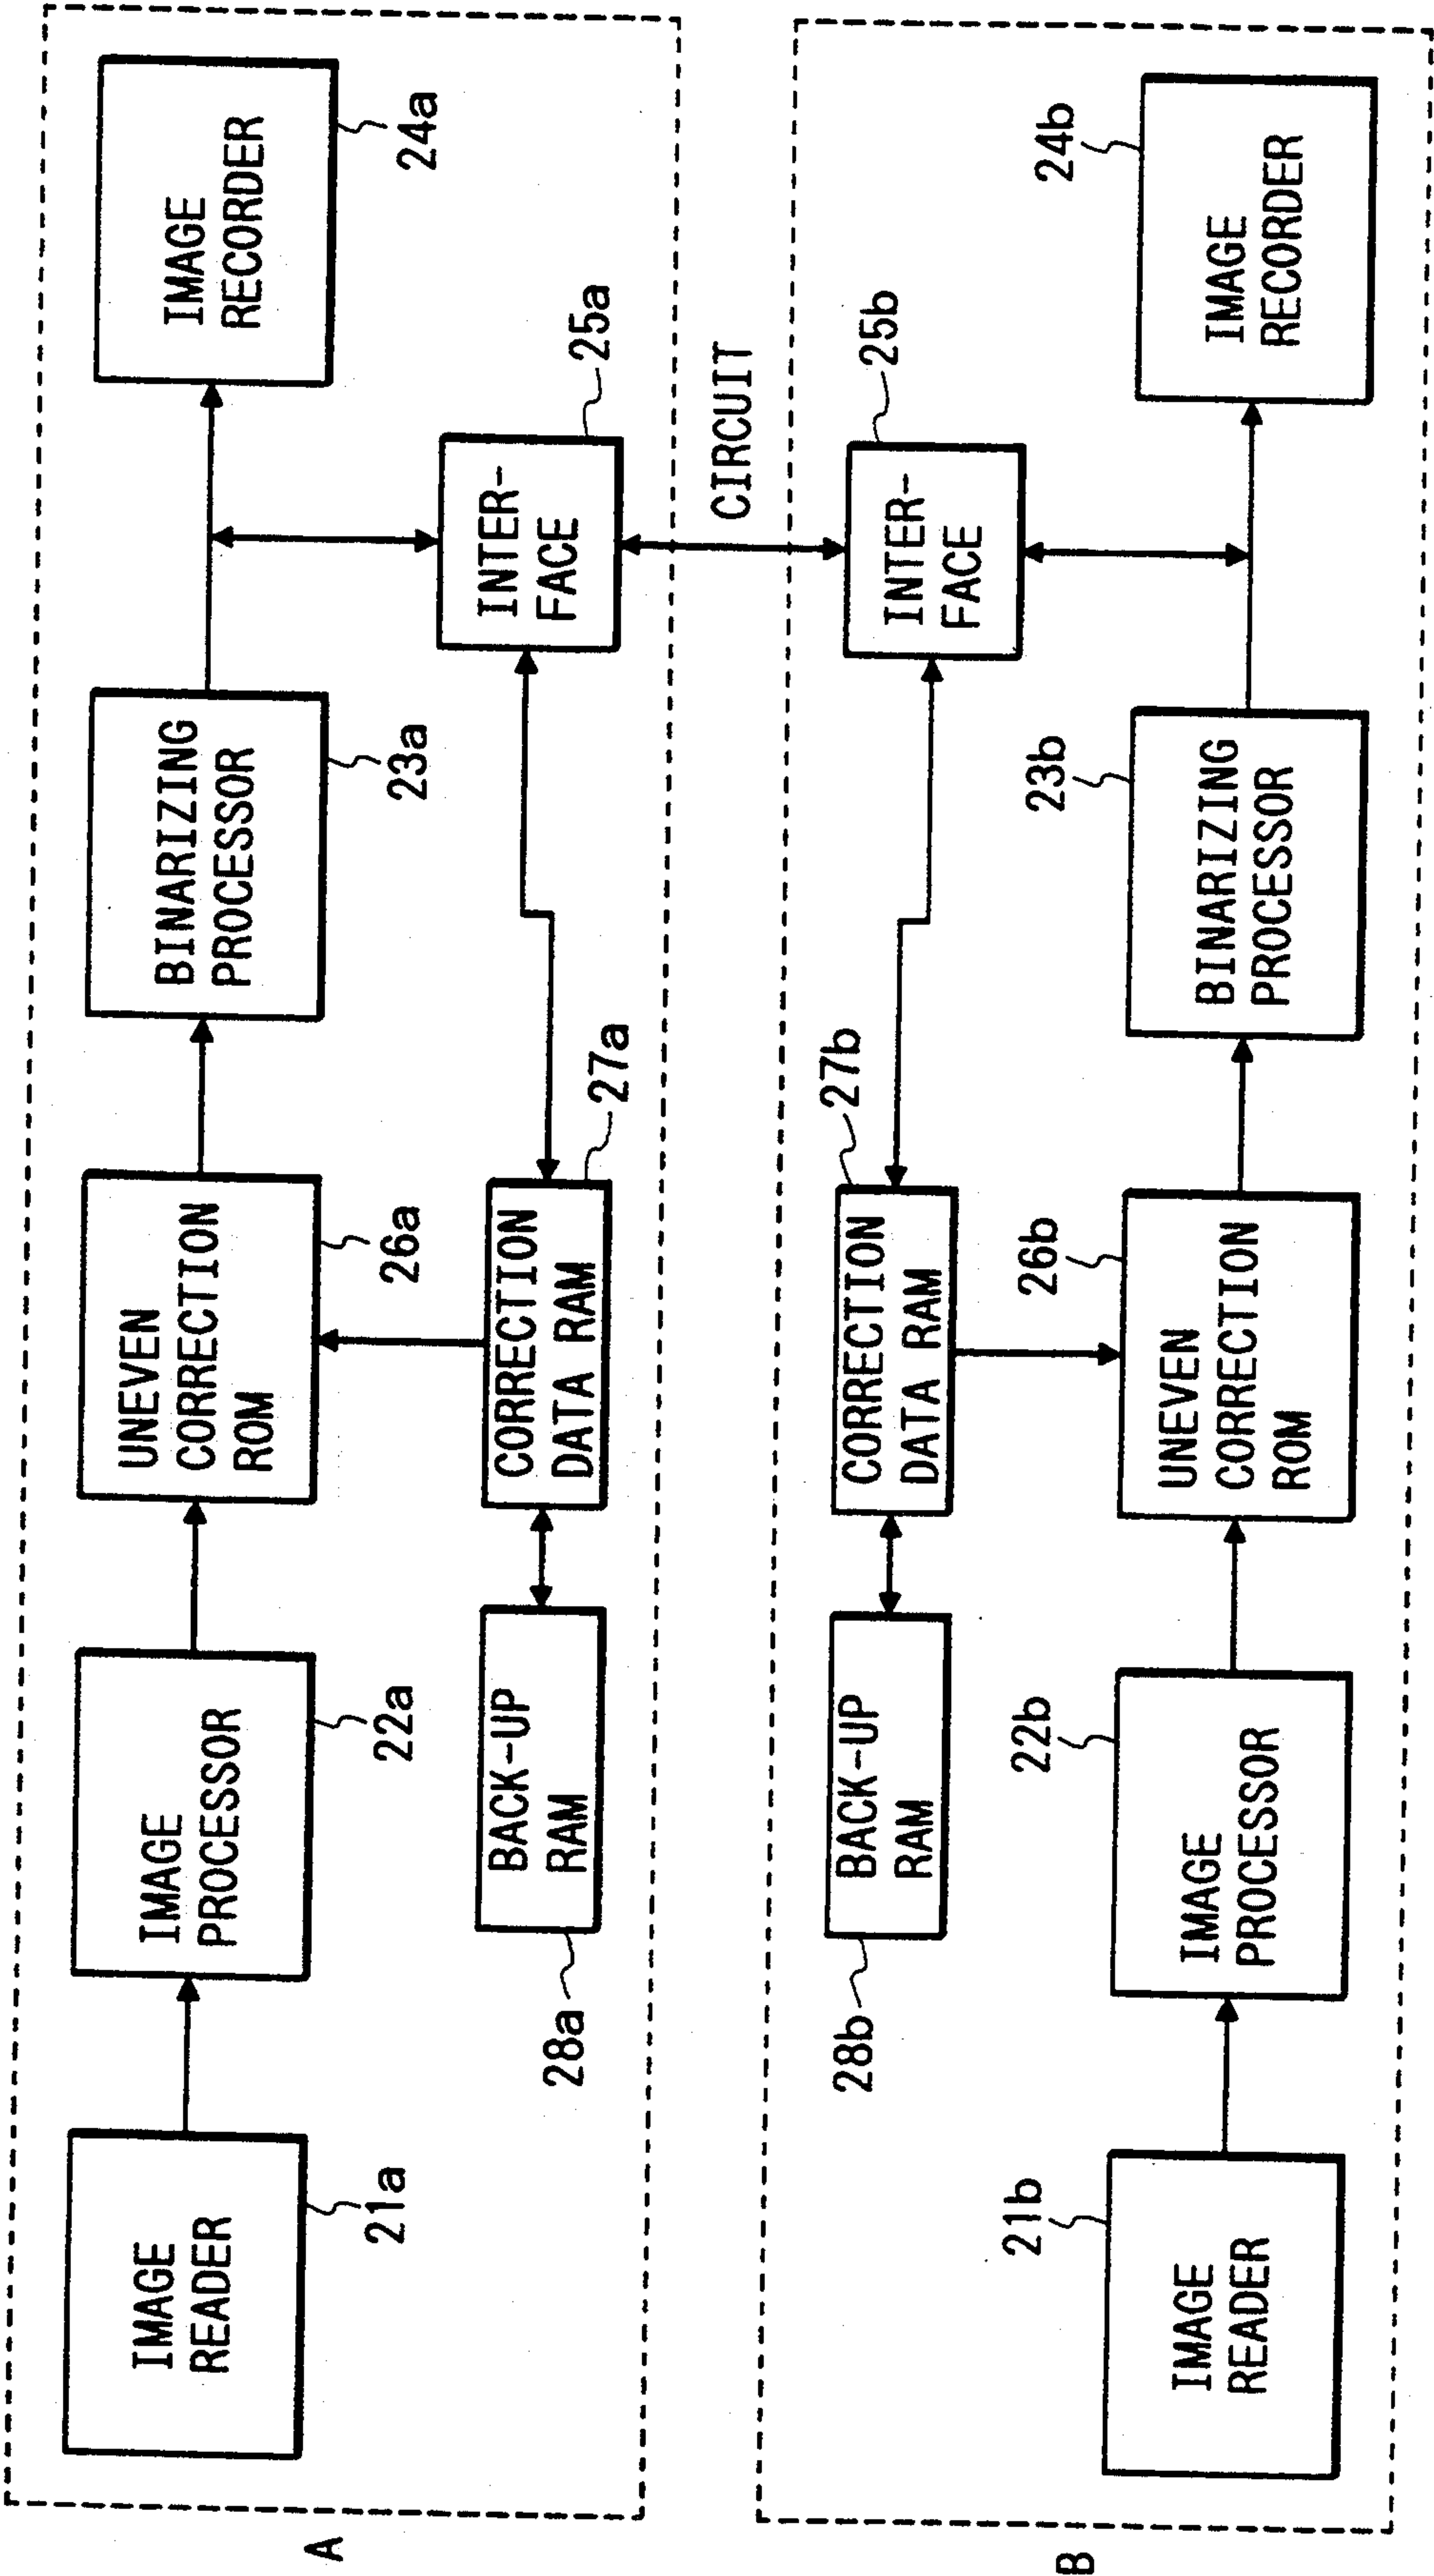 A
IMAGE
READER
21a
IMAGE
PROCESSOR
22a
UNEVEN
CORRECTION
ROM
26a
BINARIZING
PROCESSOR
23a
IMAGE
RECORDER
24a
BACK-UP
RAM
28a
CORRECTION
DATA RAM
27a
INTER-
FACE
25a
CIRCUIT
B
BACK-UP
RAM
28b
CORRECTION
DATA RAM
27b
INTER-
FACE
25b
IMAGE
READER
21b
IMAGE
PROCESSOR
22b
UNEVEN
CORRECTION
ROM
26b
BINARIZING
PROCESSOR
23b
IMAGE
RECORDER
24b